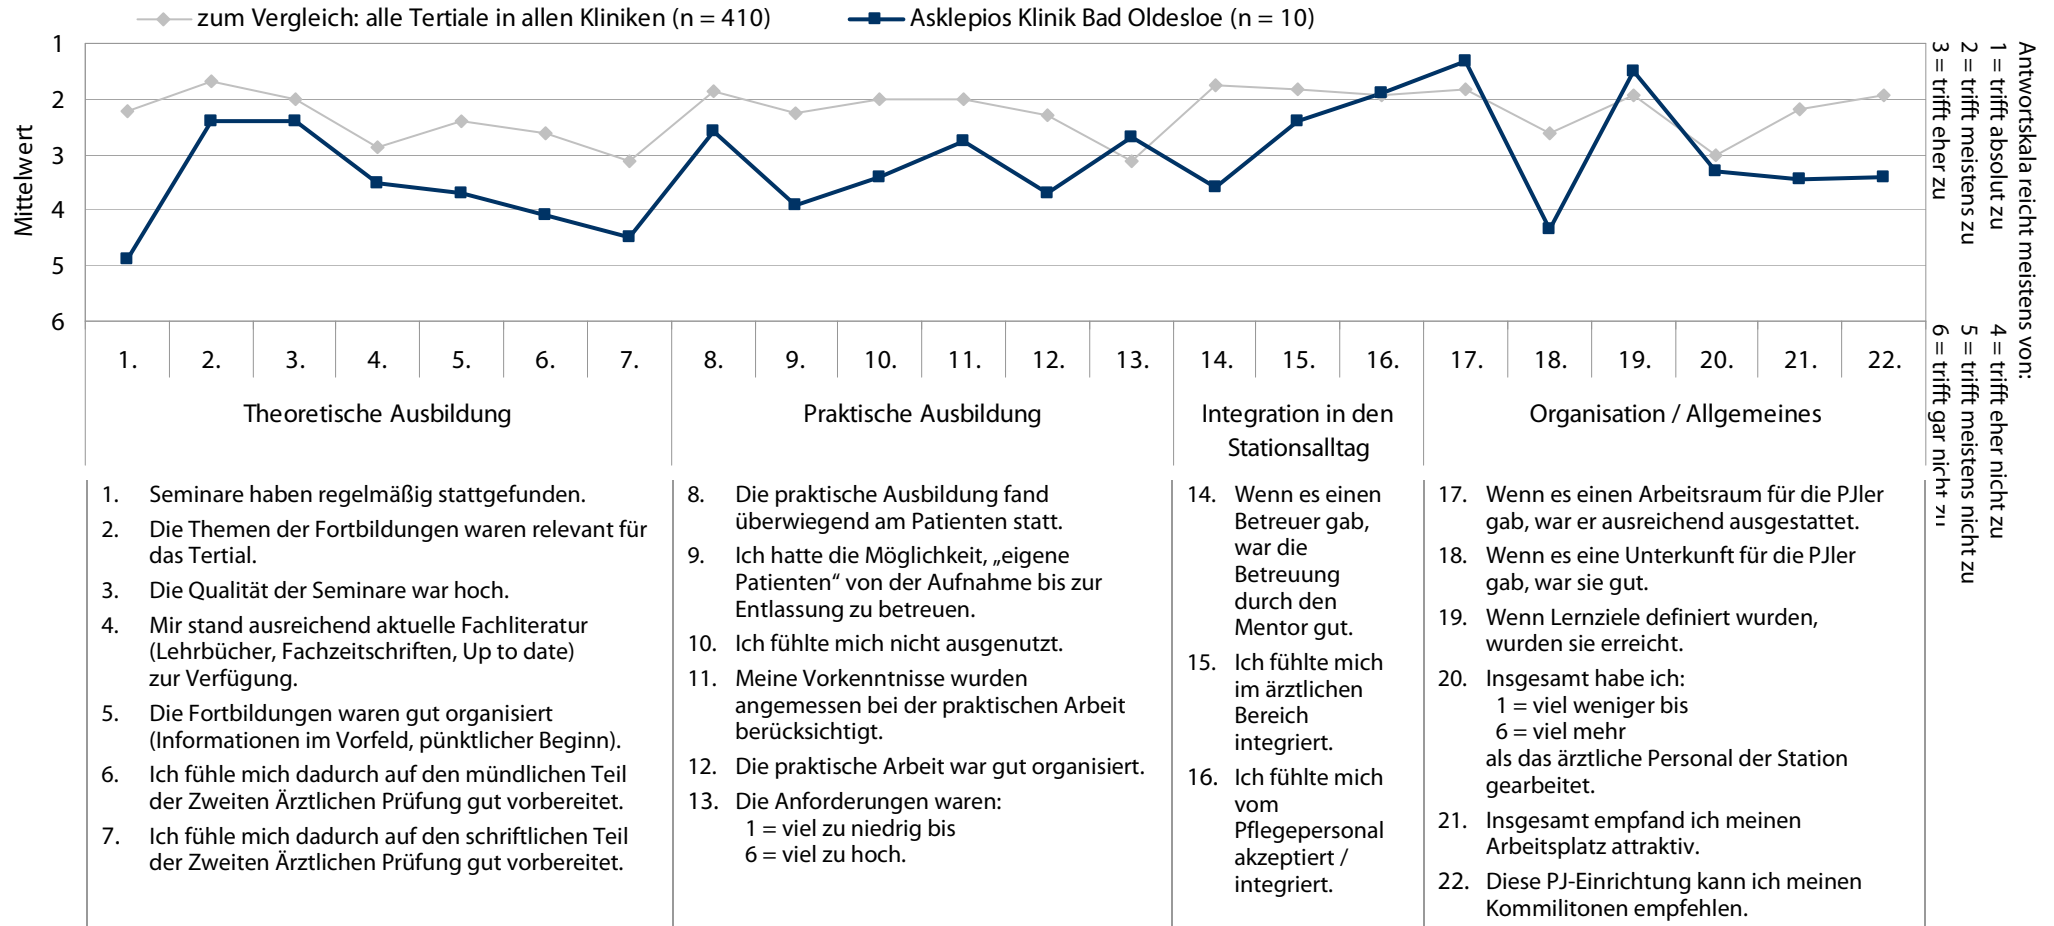 zum Vergleich: alle Tertiale in allen Kliniken (n = 410)
Asklepios Klinik Bad Oldesloe (n = 10)
Mittelwert
1
2
3
4
5
6
Antwortskala reicht meistens von:
1 = trifft absolut zu
2 = trifft meistens zu
3 = trifft eher zu
4 = trifft eher nicht zu
5 = trifft meistens nicht zu
6 = trifft gar nicht zu
1. 2. 3. 4. 5. 6. 7. 8. 9. 10. 11. 12. 13. 14. 15. 16. 17. 18. 19. 20. 21. 22.
Theoretische Ausbildung
Praktische Ausbildung
Integration in den
Stationsalltag
Organisation / Allgemeines
1. Seminare haben regelmäßig stattgefunden.
2. Die Themen der Fortbildungen waren relevant für
das Tertial.
3. Die Qualität der Seminare war hoch.
4. Mir stand ausreichend aktuelle Fachliteratur
(Lehrbücher, Fachzeitschriften, Up to date)
zur Verfügung.
5. Die Fortbildungen waren gut organisiert
(Informationen im Vorfeld, pünktlicher Beginn).
6. Ich fühle mich dadurch auf den mündlichen Teil
der Zweiten Ärztlichen Prüfung gut vorbereitet.
7. Ich fühle mich dadurch auf den schriftlichen Teil
der Zweiten Ärztlichen Prüfung gut vorbereitet.
8. Die praktische Ausbildung fand
überwiegend am Patienten statt.
9. Ich hatte die Möglichkeit, „eigene
Patienten“ von der Aufnahme bis zur
Entlassung zu betreuen.
10. Ich fühlte mich nicht ausgenutzt.
11. Meine Vorkenntnisse wurden
angemessen bei der praktischen Arbeit
berücksichtigt.
12. Die praktische Arbeit war gut organisiert.
13. Die Anforderungen waren:
1 = viel zu niedrig bis
6 = viel zu hoch.
14. Wenn es einen
Betreuer gab,
war die
Betreuung
durch den
Mentor gut.
15. Ich fühlte mich
im ärztlichen
Bereich
integriert.
16. Ich fühlte mich
vom
Pflegepersonal
akzeptiert /
integriert.
17. Wenn es einen Arbeitsraum für die PJler
gab, war er ausreichend ausgestattet.
18. Wenn es eine Unterkunft für die PJler
gab, war sie gut.
19. Wenn Lernziele definiert wurden,
wurden sie erreicht.
20. Insgesamt habe ich:
1 = viel weniger bis
6 = viel mehr
als das ärztliche Personal der Station
gearbeitet.
21. Insgesamt empfand ich meinen
Arbeitsplatz attraktiv.
22. Diese PJ-Einrichtung kann ich meinen
Kommilitonen empfehlen.